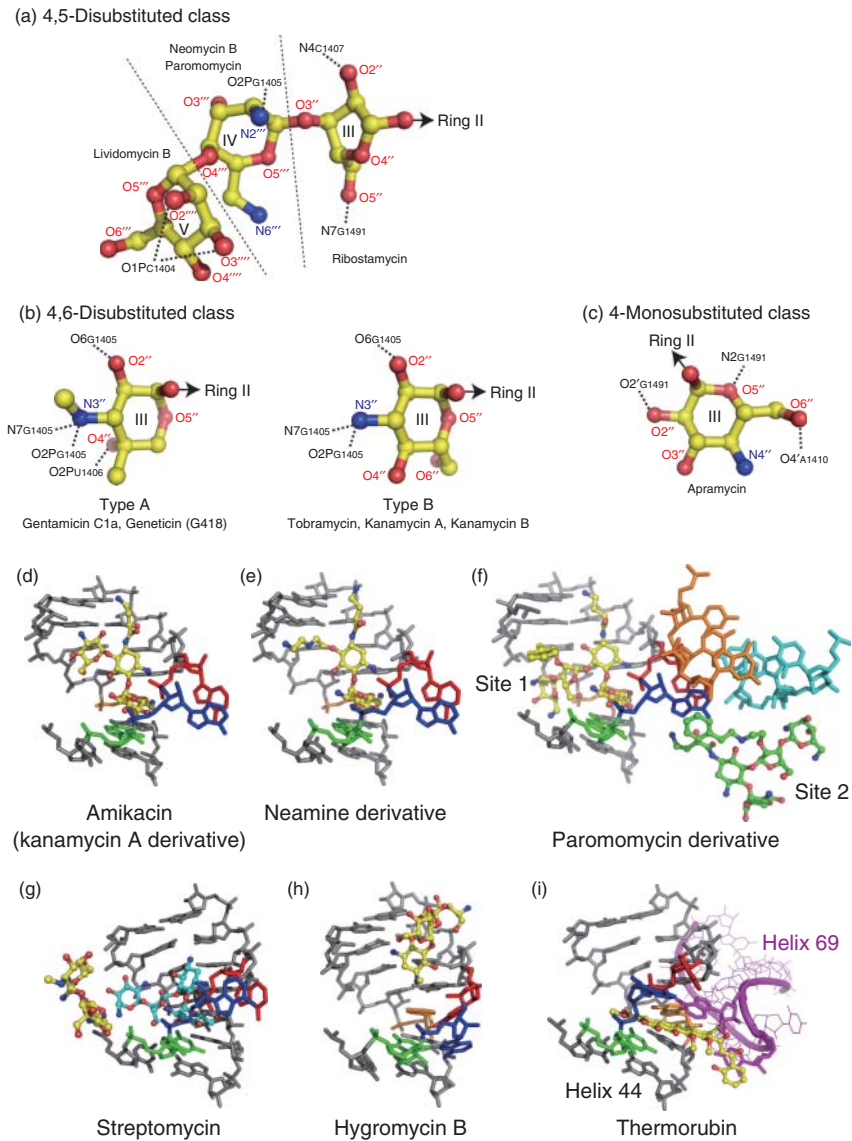 (a) 4,5-Disubstituted class
Neomycin B
Paromomycin
N4C1407
O2PG1405
O2′′
O3′′′
O3′′
Ring II
N2′′′
IV
III
Lividomycin B
O4′′′
O5′′′
O4′′
O5′′′
O5′′
O2′′′′
V
N6′′′
N7G1491
O6′′′
O3′′′′
O1PC1404
O4′′′′
Ribostamycin
(b) 4,6-Disubstituted class
O6G1405
O2′′
Ring II
N3′′
III
O5′′
N7G1405
O4′′
O2PG1405
O2PU1406
Type A
Gentamicin C1a, Geneticin (G418)
O6G1405
O2′′
Ring II
N3′′
III
O5′′
N7G1405
O2PG1405
O4′′
O6′′
Type B
Tobramycin, Kanamycin A, Kanamycin B
(c) 4-Monosubstituted class
Ring II
N2G1491
O2′G1491
O5′′
O6′′
III
O2′′
O3′′
N4′′
O4′A1410
Apramycin
(d)
Amikacin
(kanamycin A derivative)
(e)
Neamine derivative
(f)
Site 1
Site 2
Paromomycin derivative
(g)
Streptomycin
(h)
Hygromycin B
(i)
Helix 69
Helix 44
Thermorubin